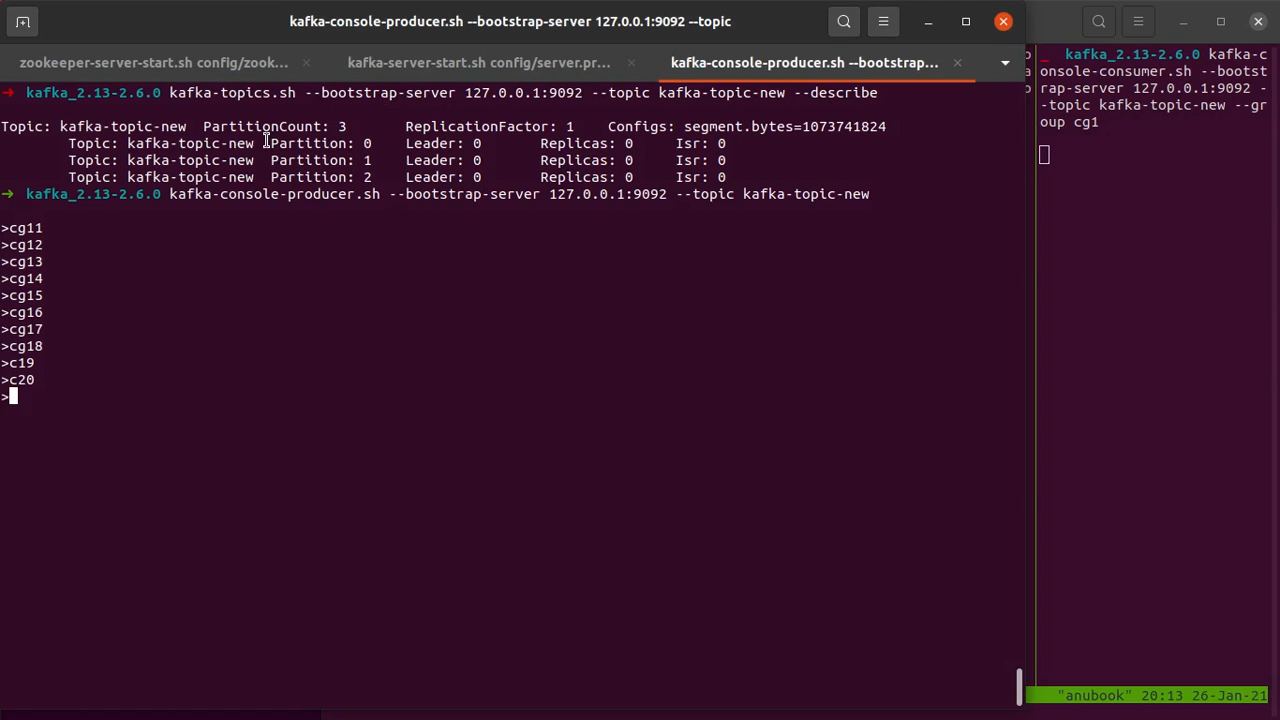 kafka-console-producer.sh --bootstrap-server 127.0.0.1:9092 --topic
zookeeper-server-start.sh config/zook...
kafka-server-start.sh config/server.pr...
kafka-console-producer.sh --bootstrap...
➜ kafka_2.13-2.6.0 kafka-topics.sh --bootstrap-server 127.0.0.1:9092 --topic kafka-topic-new --describe
Topic: kafka-topic-new PartitionCount: 3 ReplicationFactor: 1 Configs: segment.bytes=1073741824
Topic: kafka-topic-new Partition: 0 Leader: 0 Replicas: 0 Isr: 0
Topic: kafka-topic-new Partition: 1 Leader: 0 Replicas: 0 Isr: 0
Topic: kafka-topic-new Partition: 2 Leader: 0 Replicas: 0 Isr: 0
➜ kafka_2.13-2.6.0 kafka-console-producer.sh --bootstrap-server 127.0.0.1:9092 --topic kafka-topic-new
>cg11
>cg12
>cg13
>cg14
>cg15
>cg16
>cg17
>cg18
>c19
>c20
>
kafka_2.13-2.6.0 kafka-c
onsole-consumer.sh --bootst
rap-server 127.0.0.1:9092 -
-topic kafka-topic-new --gr
oup cg1
"anubook" 20:13 26-Jan-21